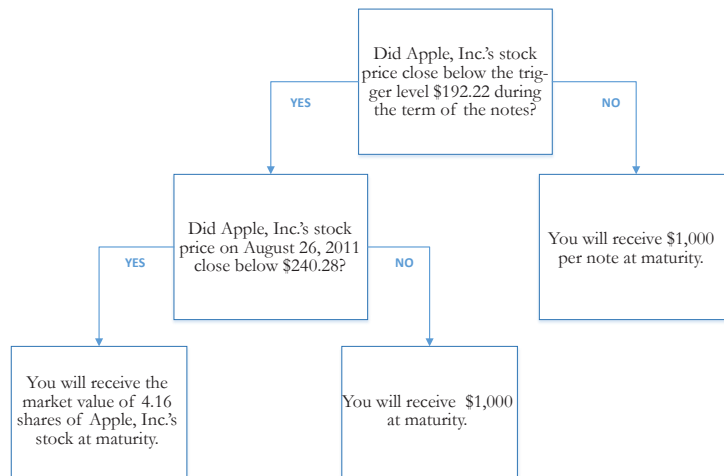 Did Apple, Inc.'s stock
price close below the trig-
ger level $192.22 during
the term of the notes?
YES
NO
Did Apple, Inc.'s stock
price on August 26, 2011
close below $240.28?
You will receive $1,000
per note at maturity.
YES
NO
You will receive the
market value of 4.16
shares of Apple, Inc.'s
stock at maturity.
You will receive $1,000
at maturity.